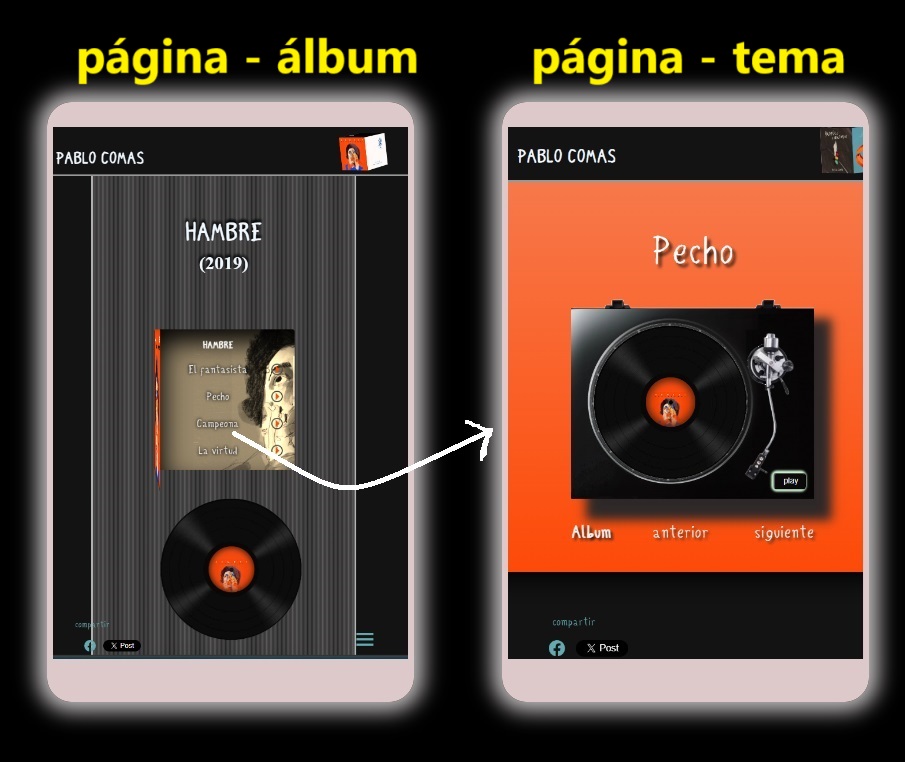 página - álbum
página - tema
PABLO COMAS
HAMBRE
(2019)
HAMBRE
El fantasista
Pecho
Campeona
La virtud
compartir
X Post
PABLO COMAS
Pecho
play
Album anterior siguiente
compartir
X Post